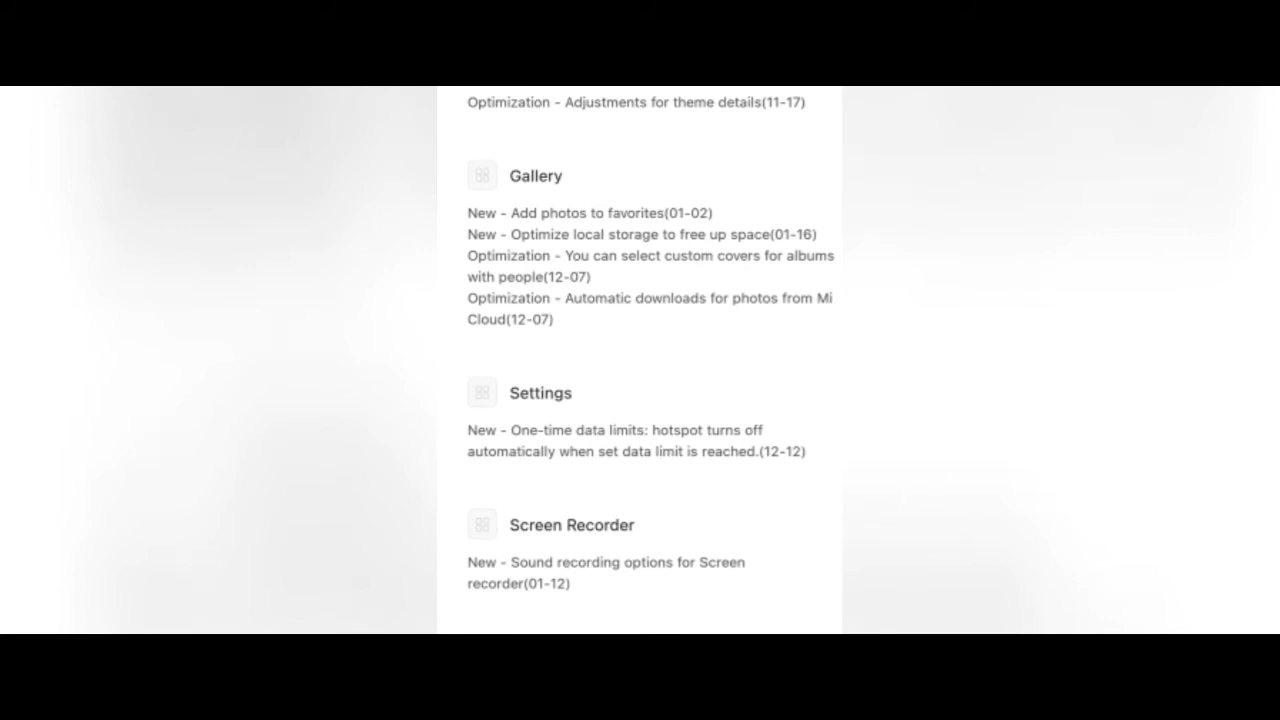 Optimization - Adjustments for theme details(11-17)
Gallery
New - Add photos to favorites(01-02)
New - Optimize local storage to free up space(01-16)
Optimization - You can select custom covers for albums
with people(12-07)
Optimization - Automatic downloads for photos from Mi
Cloud(12-07)
Settings
New - One-time data limits: hotspot turns off
automatically when set data limit is reached.(12-12)
Screen Recorder
New - Sound recording options for Screen
recorder(01-12)